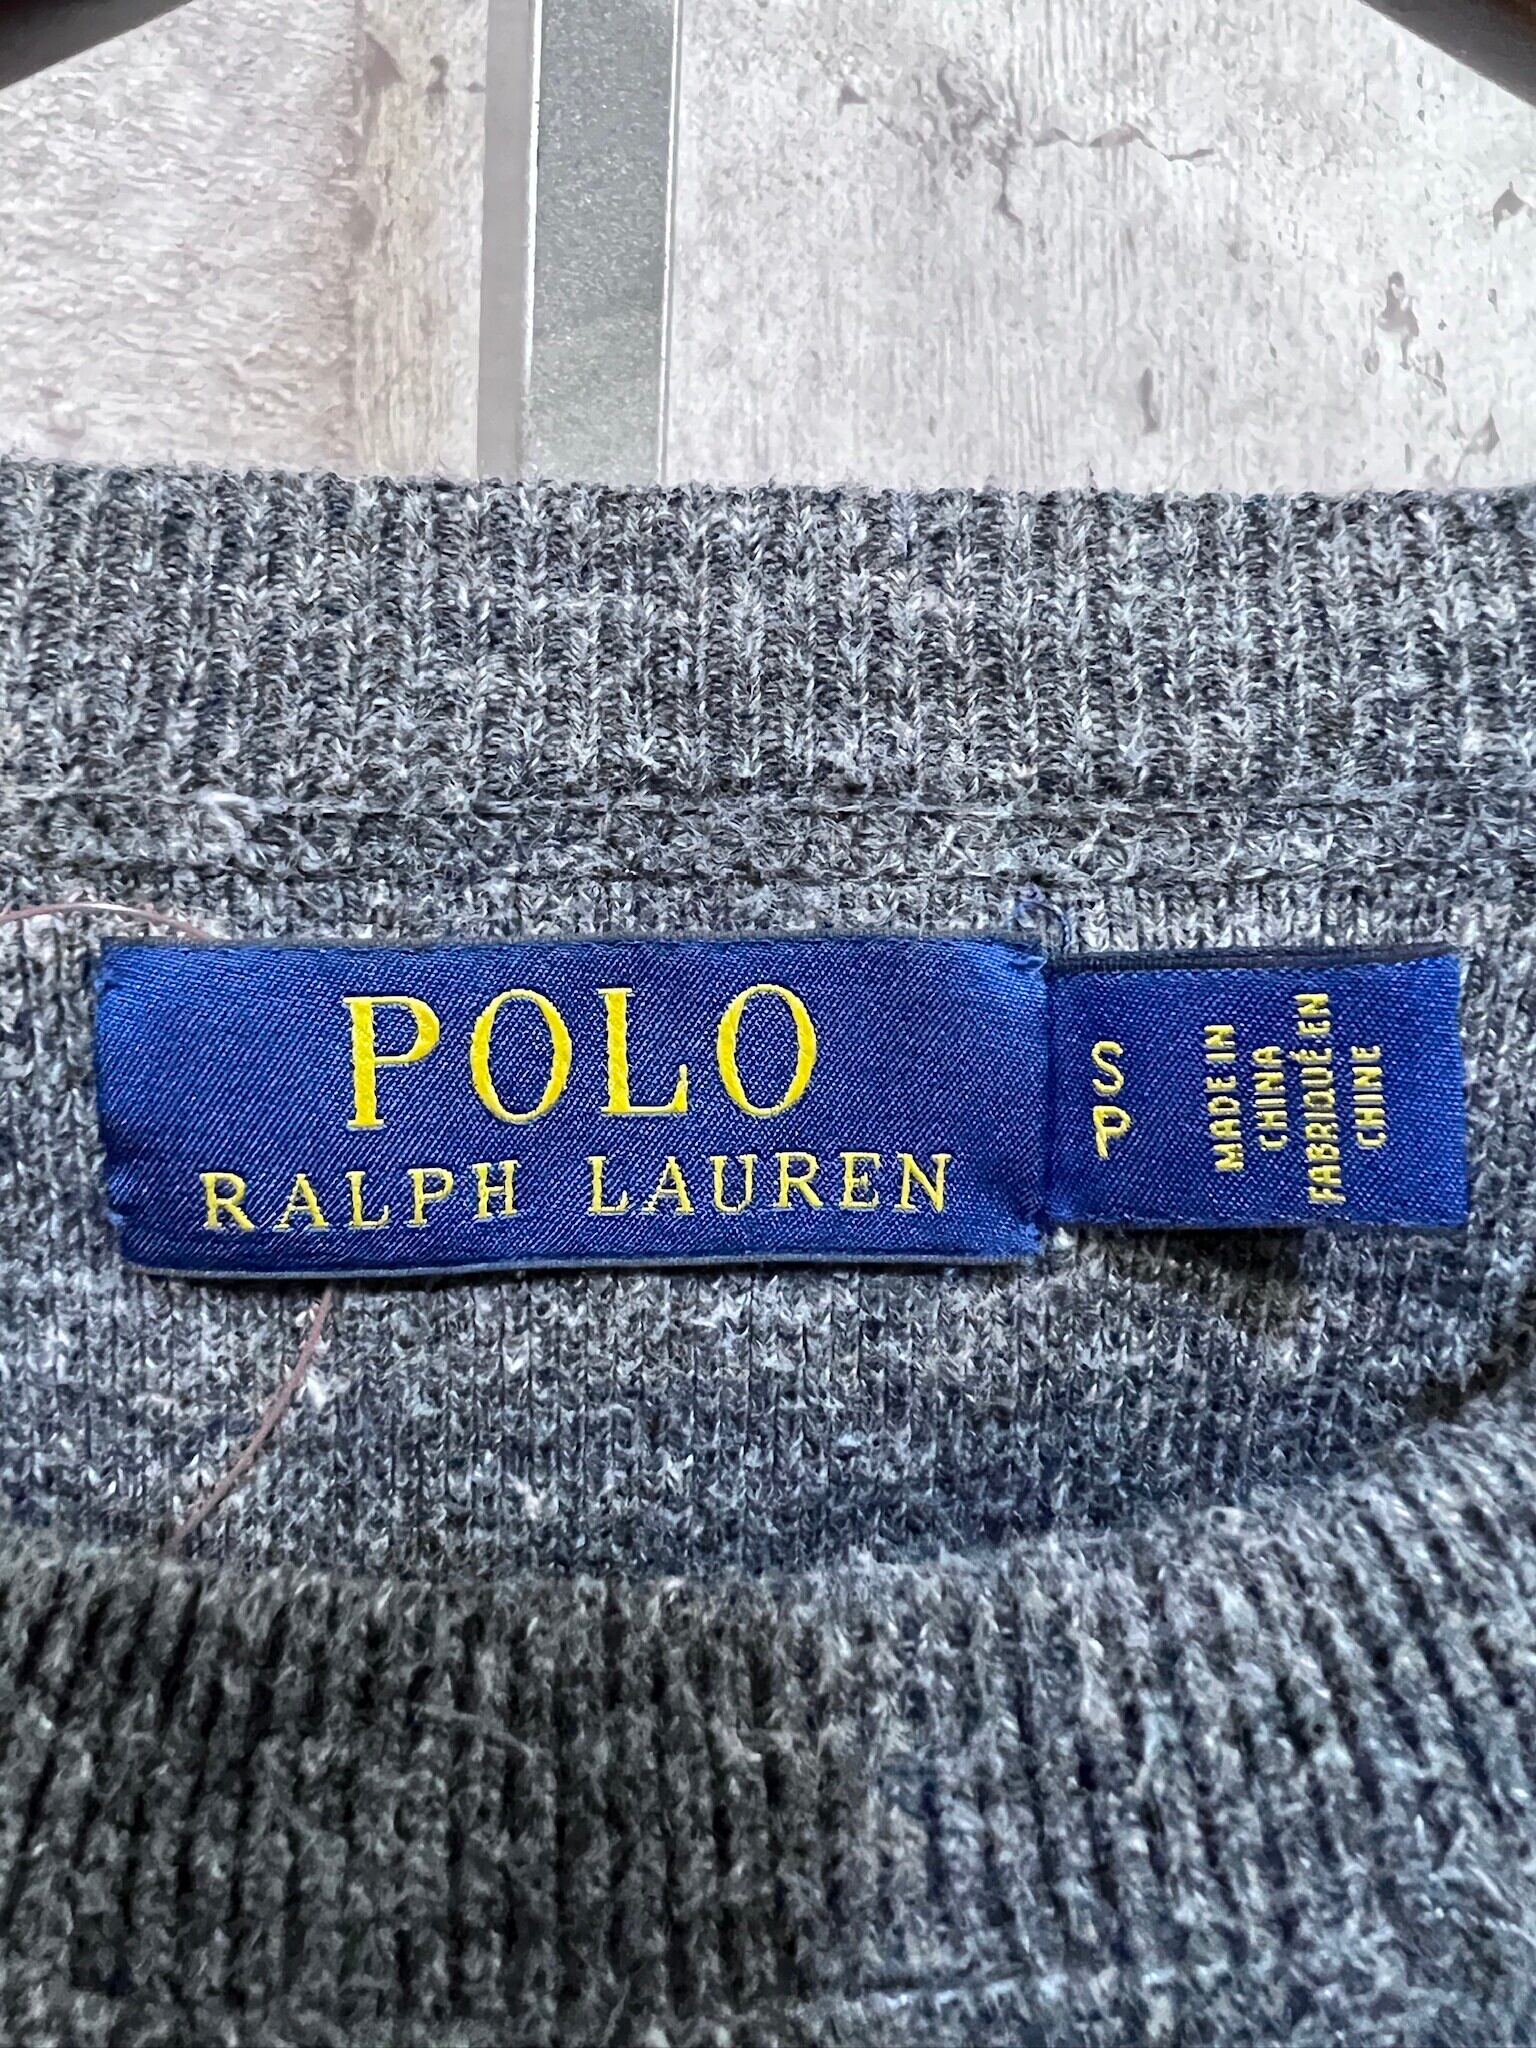 POLO
RALPH LAUREN
S
P
MADE IN
CHINA
FABRIQUÉ EN
CHINE